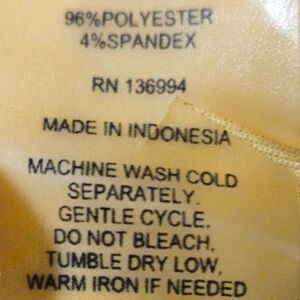 96%POLYESTER
4%SPANDEX
RN 136994
MADE IN INDONESIA
MACHINE WASH COLD
SEPARATELY.
GENTLE CYCLE.
DO NOT BLEACH.
TUMBLE DRY LOW.
WARM IRON IF NEEDED